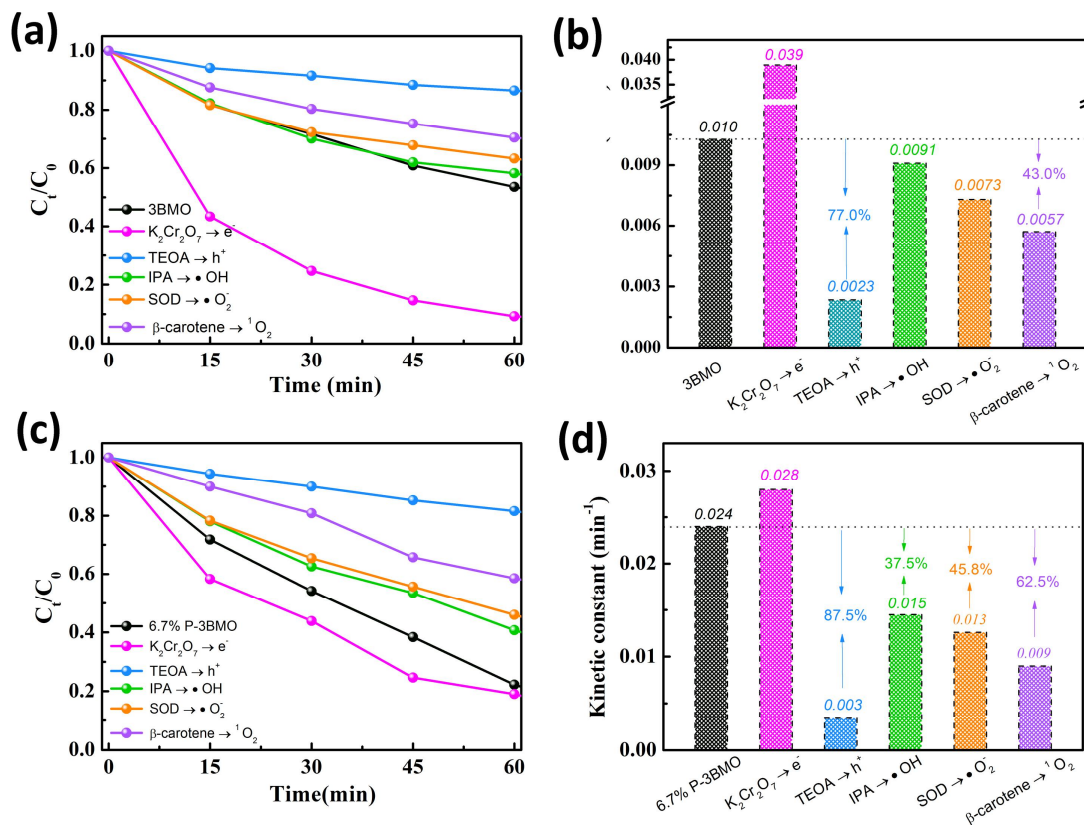 (a)
1.0
0.8
0.6
0.4
0.2
0.0
Cₜ/C₀
3BMO
K₂Cr₂O₇ → e⁻
TEOA → h⁺
IPA → • OH
SOD → • O₂⁻
β-carotene → ¹O₂
0 15 30 45 60
Time (min)
(b)
0.040
0.035
0.009
0.006
0.003
0.000
0.010
0.039
77.0%
0.0023
0.0091
0.0073
43.0%
0.0057
3BMO
K₂Cr₂O₇ → e⁻
TEOA → h⁺
IPA → • OH
SOD → • O₂⁻
β-carotene → ¹O₂
(c)
1.0
0.8
0.6
0.4
0.2
0.0
Cₜ/C₀
6.7% P-3BMO
K₂Cr₂O₇ → e⁻
TEOA → h⁺
IPA → • OH
SOD → • O₂⁻
β-carotene → ¹O₂
0 15 30 45 60
Time(min)
(d)
0.03
0.02
0.01
0.00
Kinetic constant (min⁻¹)
0.024
0.028
87.5%
0.003
37.5%
0.015
45.8%
0.013
62.5%
0.009
6.7% P-3BMO
K₂Cr₂O₇ → e⁻
TEOA → h⁺
IPA → • OH
SOD → • O₂⁻
β-carotene → ¹O₂